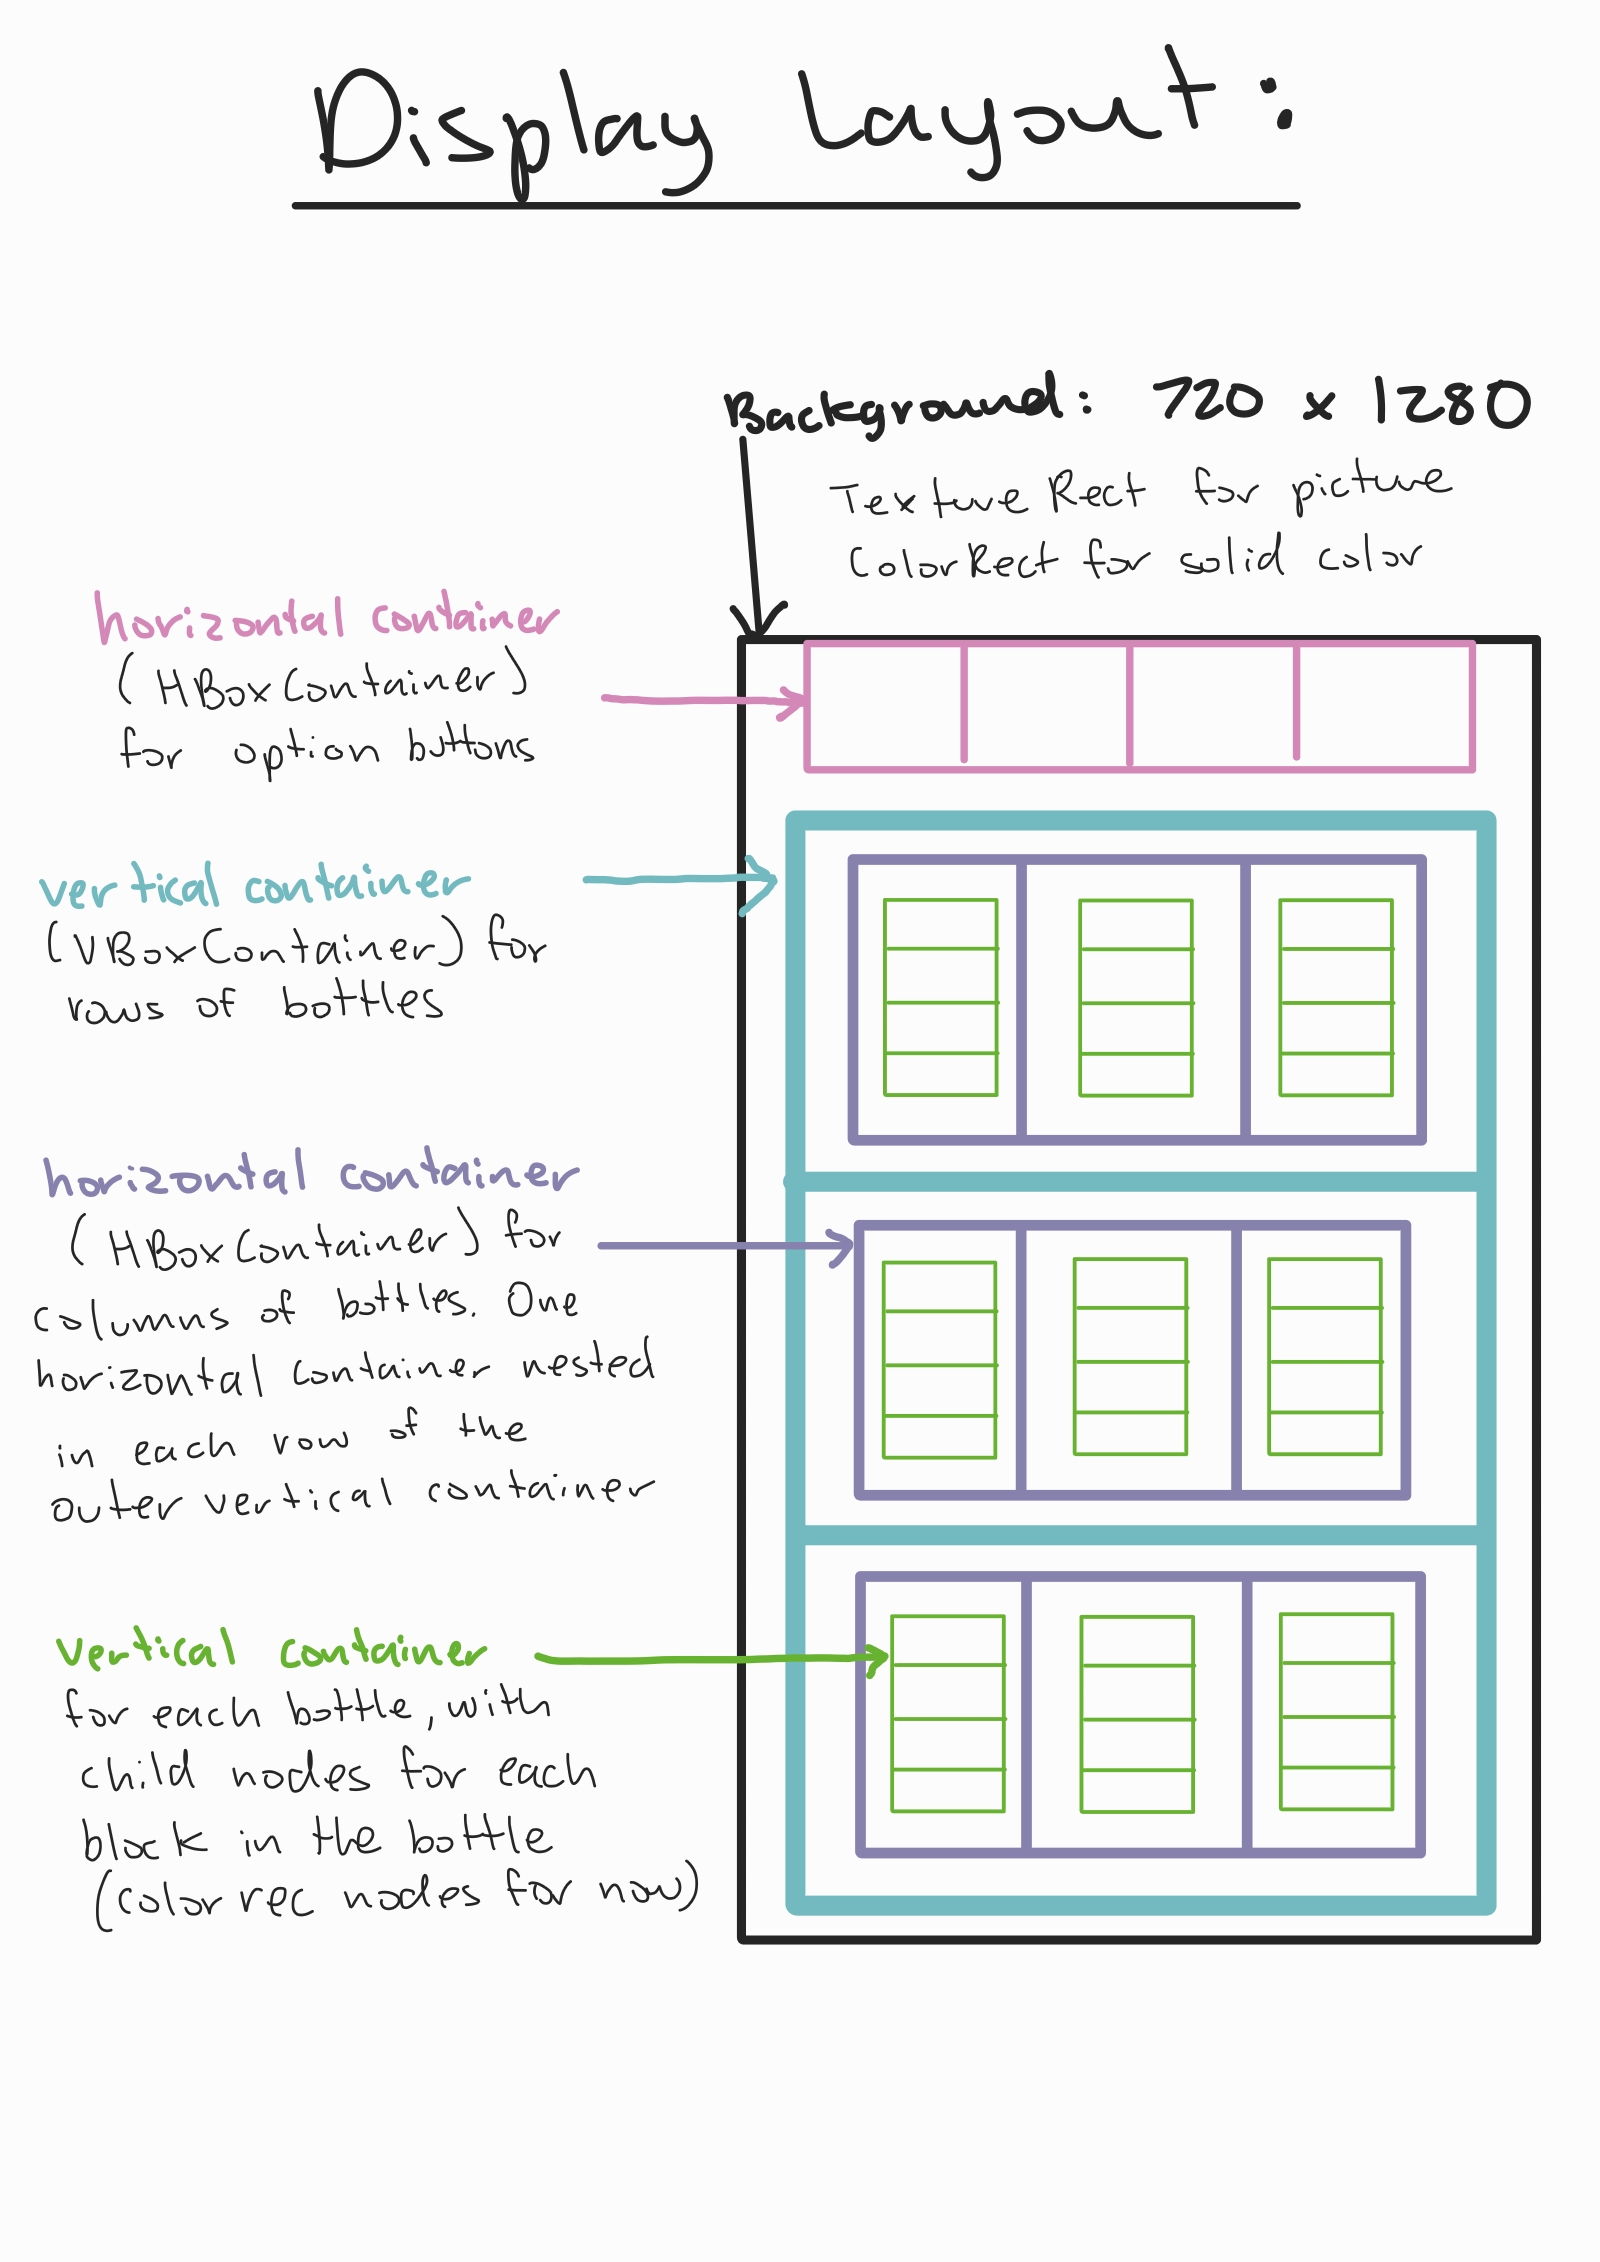 Display Layout:
Background: 720 x 1280
Texture Rect for picture
ColorRect for solid color
horizontal container
(HBoxContainer)
for option buttons
vertical container
(VBoxContainer) for
rows of bottles
horizontal container
(HBoxContainer) for
columns of bottles. One
horizontal container nested
in each row of the
outer vertical container
vertical container
for each bottle, with
child nodes for each
block in the bottle
(color rec nodes for now)